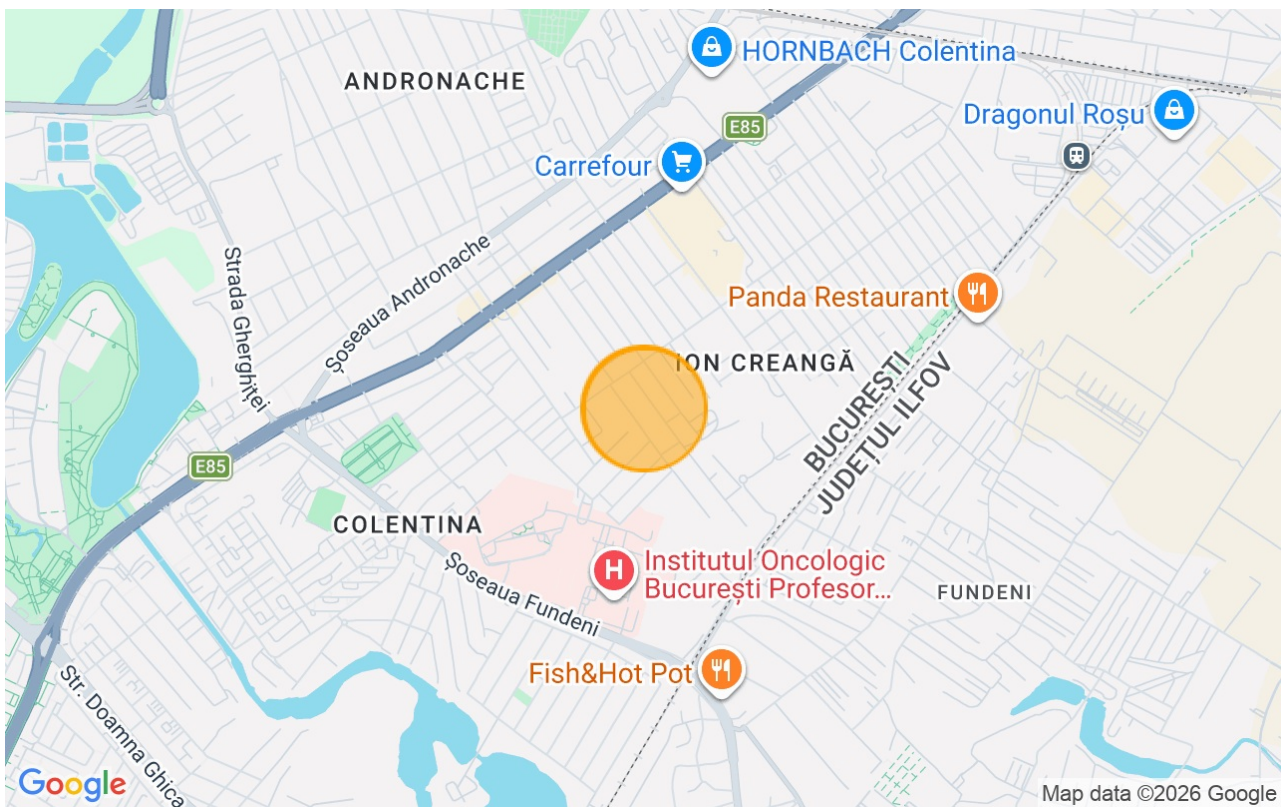 HORNBACH Colentina
ANDRONACHE
Dragonul Roșu
E85
Carrefour
Șoseaua Andronache
Strada Gherghiței
Panda Restaurant
ION CREANGĂ
BUCUREȘTI
JUDEȚUL ILFOV
E85
COLENTINA
H
Institutul Oncologic
București Profesor...
Șoseaua Fundeni
FUNDENI
Fish&Hot Pot
Str. Doamna Ghica
Google
Map data ©2026 Google